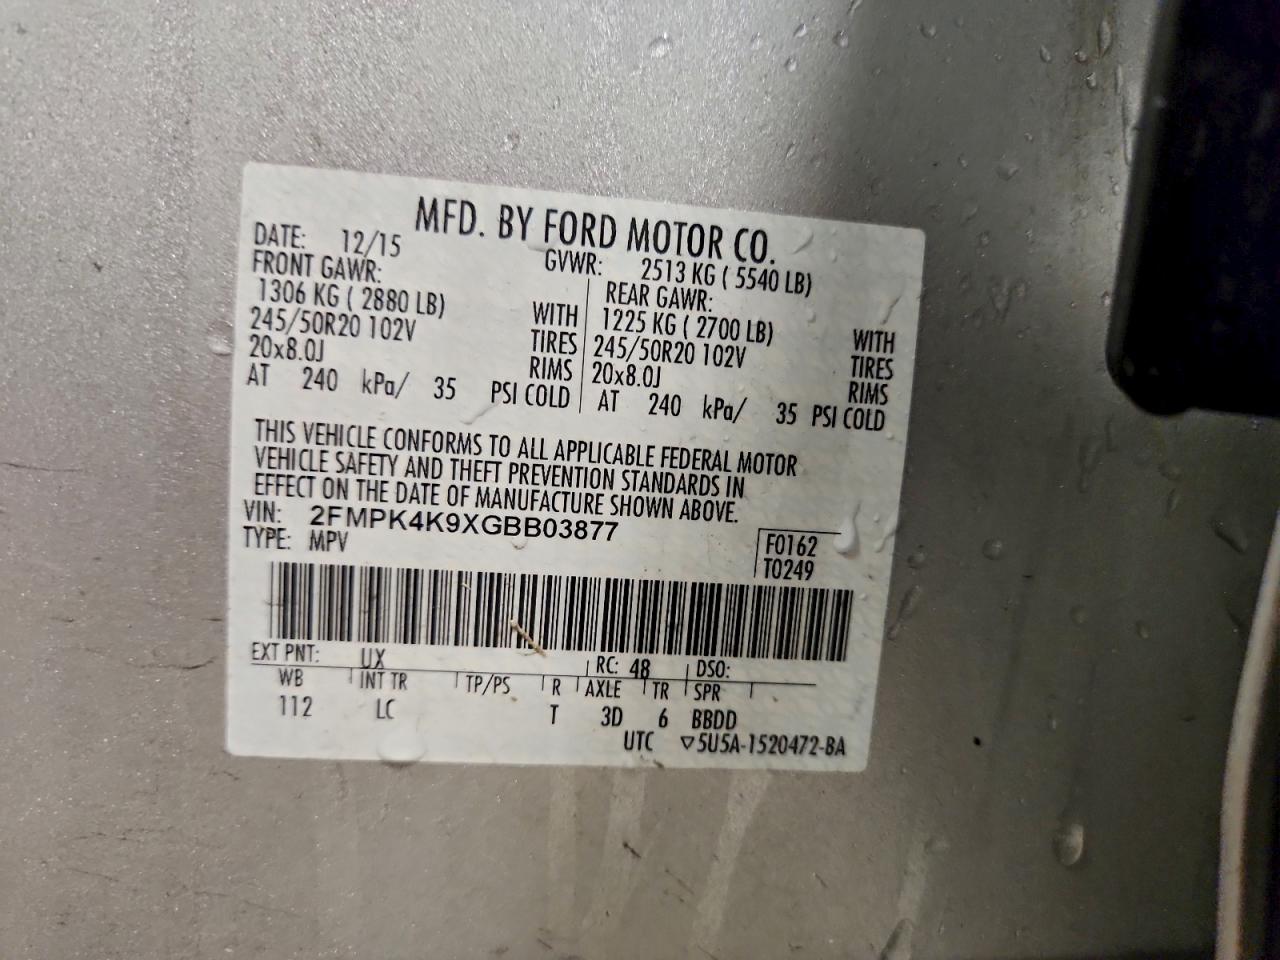 MFD. BY FORD MOTOR CO.
DATE: 12/15 GVWR: 2513 KG ( 5540 LB)
FRONT GAWR: REAR GAWR:
1306 KG ( 2880 LB) WITH 1225 KG ( 2700 LB) WITH
245/50R20 102V TIRES 245/50R20 102V TIRES
20x8.0J RIMS 20x8.0J RIMS
AT 240 kPa/ 35 PSI COLD AT 240 kPa/ 35 PSI COLD
THIS VEHICLE CONFORMS TO ALL APPLICABLE FEDERAL MOTOR
VEHICLE SAFETY AND THEFT PREVENTION STANDARDS IN
EFFECT ON THE DATE OF MANUFACTURE SHOWN ABOVE.
VIN: 2FMPK4K9XGBB03877
TYPE: MPV F0162
T0249
EXT PNT: UX RC: 48 DSO:
WB INT TR TP/PS R AXLE TR SPR
112 LC T 3D 6 BBDD
UTC ▽5U5A-1520472-BA